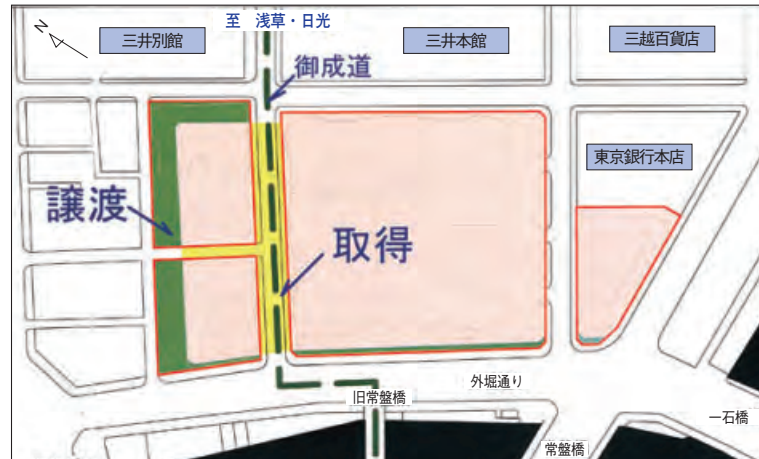 至 浅草・日光
N
三井別館
三井本館
三越百貨店
御成道
東京銀行本店
譲渡
取得
外堀通り
旧常盤橋
一石橋
常盤橋